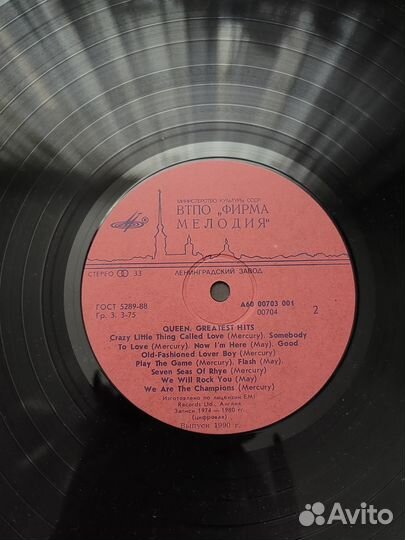 МИНИСТЕРСТВО КУЛЬТУРЫ СССР
ВТПО „ФИРМА
МЕЛОДИЯ"
СТЕРЕО 33 ЛЕНИНГРАДСКИЙ ЗАВОД
ГОСТ 5289-88 А60 00703 001
Гр. 3. 3-75 00704 2
QUEEN. GREATEST HITS
Crazy Little Thing Called Love (Mercury). Somebody
To Love (Mercury). Now I'm Here (May). Good
Old-Fashioned Lover Boy (Mercury)
Play The Game (Mercury). Flash (May)
Seven Seas Of Rhye (Mercury)
We Will Rock You (May)
We Are The Champions (Mercury)
Изготовлено по лицензии EMI
Records Ltd., Англия
Записи 1974 — 1980 гг.
(цифровая)
Выпуск 1990 г.
Avito